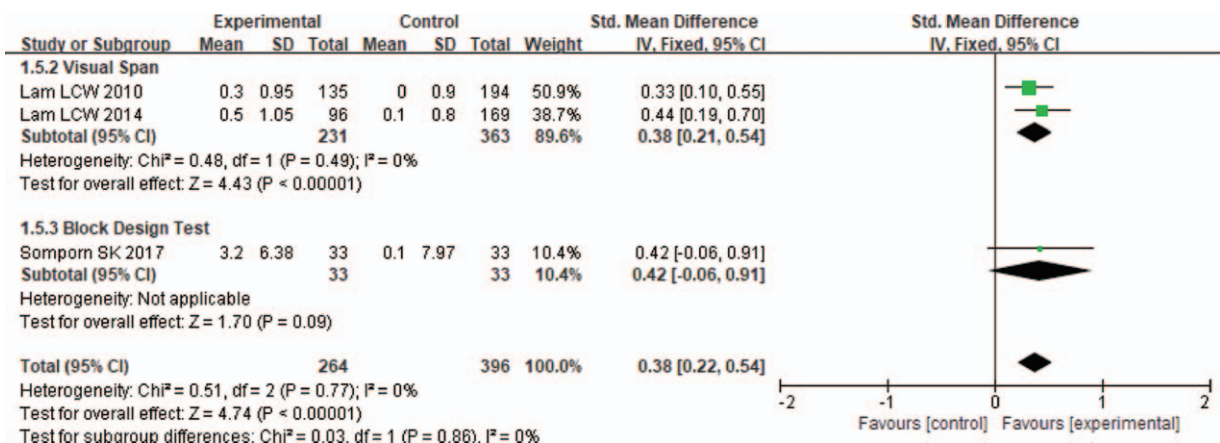 Experimental Control Std. Mean Difference Std. Mean Difference
Study or Subgroup Mean SD Total Mean SD Total Weight IV, Fixed, 95% CI IV, Fixed, 95% CI
1.5.2 Visual Span
Lam LCW 2010 0.3 0.95 135 0 0.9 194 50.9% 0.33 [0.10, 0.55]
Lam LCW 2014 0.5 1.05 96 0.1 0.8 169 38.7% 0.44 [0.19, 0.70]
Subtotal (95% CI) 231 363 89.6% 0.38 [0.21, 0.54]
Heterogeneity: Chi² = 0.48, df = 1 (P = 0.49); I² = 0%
Test for overall effect: Z = 4.43 (P < 0.00001)
1.5.3 Block Design Test
Somporn SK 2017 3.2 6.38 33 0.1 7.97 33 10.4% 0.42 [-0.06, 0.91]
Subtotal (95% CI) 33 33 10.4% 0.42 [-0.06, 0.91]
Heterogeneity: Not applicable
Test for overall effect: Z = 1.70 (P = 0.09)
Total (95% CI) 264 396 100.0% 0.38 [0.22, 0.54]
Heterogeneity: Chi² = 0.51, df = 2 (P = 0.77); I² = 0%
Test for overall effect: Z = 4.74 (P < 0.00001)
Test for subgroup differences: Chi² = 0.03, df = 1 (P = 0.86), I² = 0%
-2 -1 0 1 2
Favours [control] Favours [experimental]